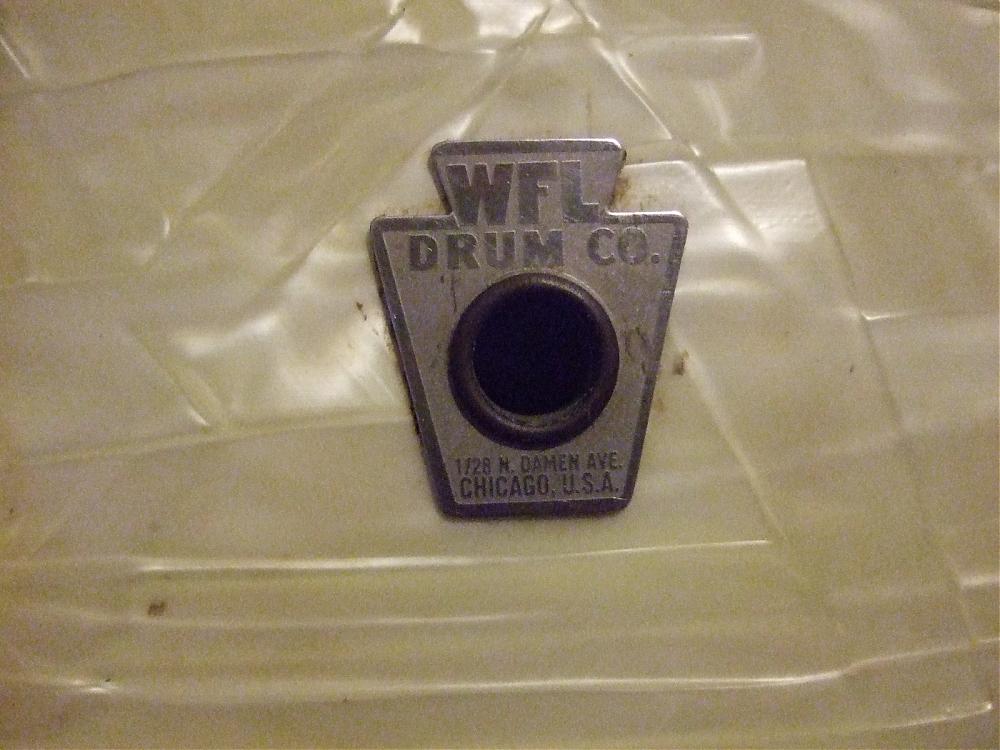 WFL
DRUM CO.
1728 N. DAMEN AVE.
CHICAGO, U.S.A.